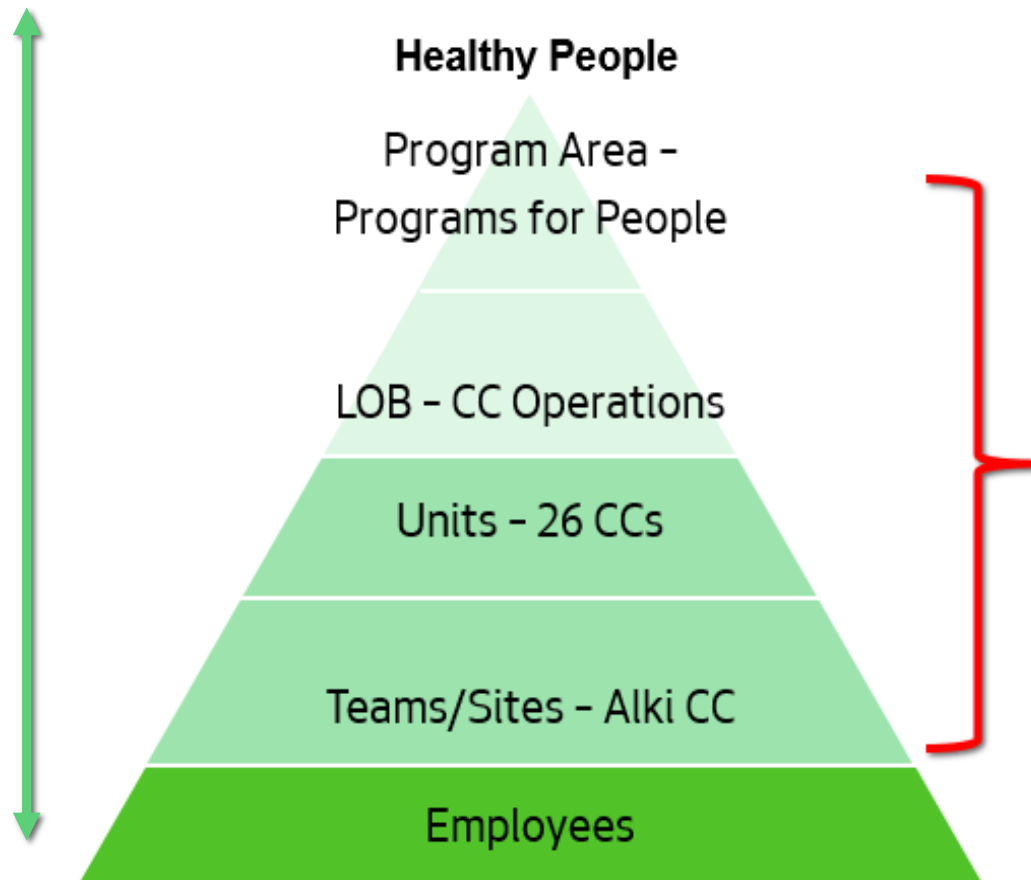 Healthy People
Program Area –
Programs for People
LOB – CC Operations
Units – 26 CCs
Teams/Sites – Alki CC
Employees